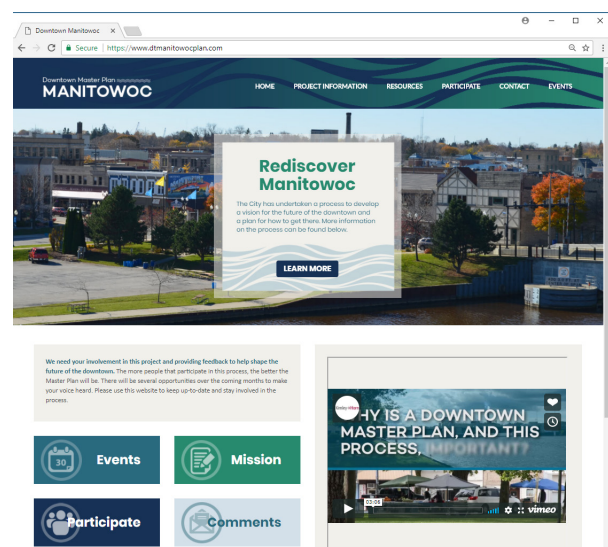 Downtown Manitowoc
Secure | https://www.dtmanitowocplan.com
Downtown Master Plan
MANITOWOC
HOME PROJECT INFORMATION RESOURCES PARTICIPATE CONTACT EVENTS
Rediscover
Manitowoc
The City has undertaken a process to develop
a vision for the future of the downtown and
a plan for how to get there. More information
on the process can be found below.
LEARN MORE
We need your involvement in this project and providing feedback to help shape the
future of the downtown. The more people that participate in this process, the better the
Master Plan will be. There will be several opportunities over the coming months to make
your voice heard. Please use this website to keep up-to-date and stay involved in the
process.
30
Events
Mission
Participate
Comments
HY IS A DOWNTOWN
MASTER PLAN, AND THIS
PROCESS, IMPORTANT?
03:06
vimeo